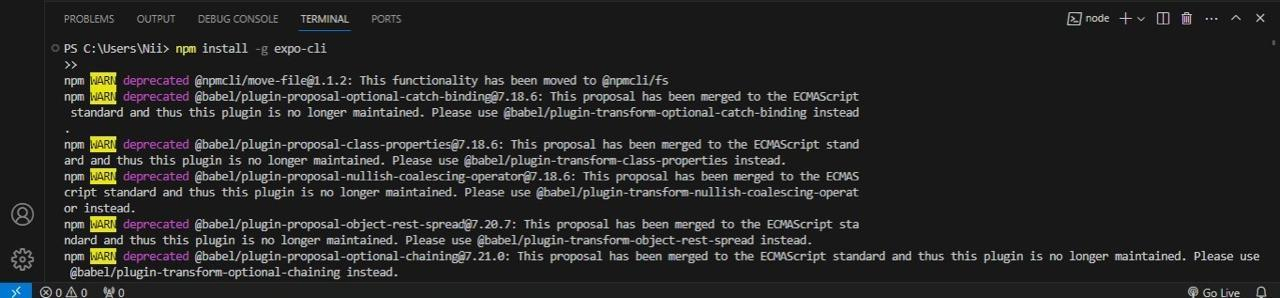 PROBLEMS OUTPUT DEBUG CONSOLE TERMINAL PORTS node
PS C:\Users\Nii> npm install -g expo-cli
>>
npm WARN deprecated @npmcli/move-file@1.1.2: This functionality has been moved to @npmcli/fs
npm WARN deprecated @babel/plugin-proposal-optional-catch-binding@7.18.6: This proposal has been merged to the ECMAScript
standard and thus this plugin is no longer maintained. Please use @babel/plugin-transform-optional-catch-binding instead
.
npm WARN deprecated @babel/plugin-proposal-class-properties@7.18.6: This proposal has been merged to the ECMAScript stand
ard and thus this plugin is no longer maintained. Please use @babel/plugin-transform-class-properties instead.
npm WARN deprecated @babel/plugin-proposal-nullish-coalescing-operator@7.18.6: This proposal has been merged to the ECMAS
cript standard and thus this plugin is no longer maintained. Please use @babel/plugin-transform-nullish-coalescing-operat
or instead.
npm WARN deprecated @babel/plugin-proposal-object-rest-spread@7.20.7: This proposal has been merged to the ECMAScript sta
ndard and thus this plugin is no longer maintained. Please use @babel/plugin-transform-object-rest-spread instead.
npm WARN deprecated @babel/plugin-proposal-optional-chaining@7.21.0: This proposal has been merged to the ECMAScript standard and thus this plugin is no longer maintained. Please use
@babel/plugin-transform-optional-chaining instead.
0 0 0 Go Live